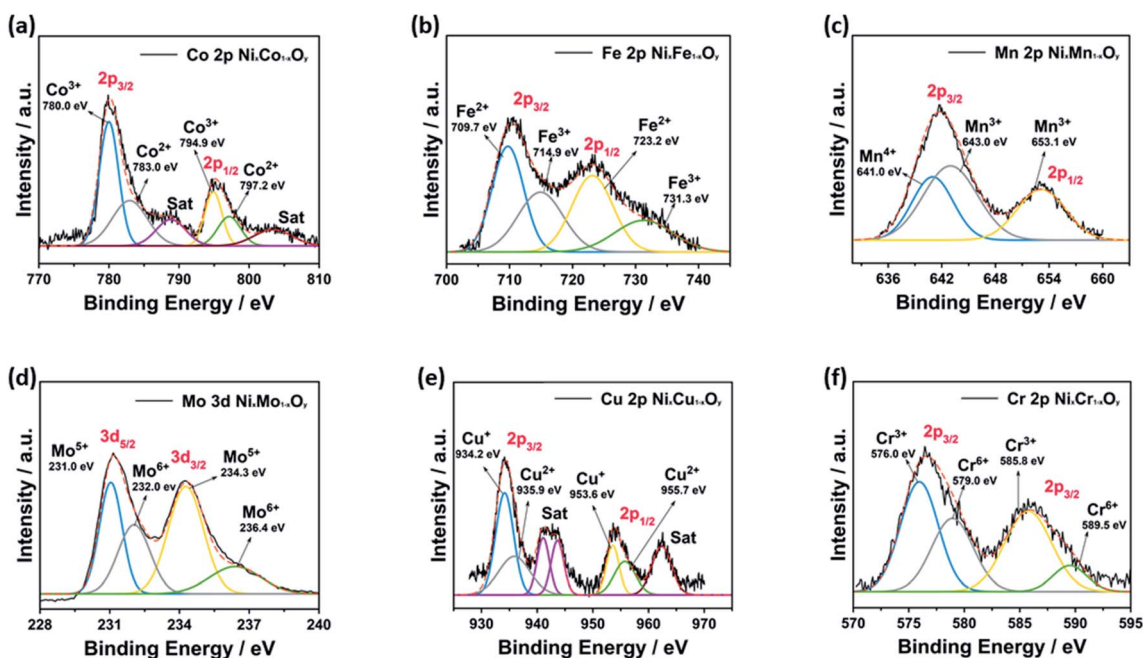 (a)
Co 2p NiₓCo₁₋ₓOᵧ
Co³⁺
780.0 eV
2p₃/₂
Co²⁺
783.0 eV
Sat
Co³⁺
794.9 eV
2p₁/₂
Co²⁺
797.2 eV
Sat
Intensity / a.u.
770 780 790 800 810
Binding Energy / eV
(b)
Fe 2p NiₓFe₁₋ₓOᵧ
Fe²⁺
709.7 eV
2p₃/₂
Fe³⁺
714.9 eV
2p₁/₂
Fe²⁺
723.2 eV
Fe³⁺
731.3 eV
Intensity / a.u.
700 710 720 730 740
Binding Energy / eV
(c)
Mn 2p NiₓMn₁₋ₓOᵧ
2p₃/₂
Mn⁴⁺
641.0 eV
Mn³⁺
643.0 eV
Mn³⁺
653.1 eV
2p₁/₂
Intensity / a.u.
636 642 648 654 660
Binding Energy / eV
(d)
Mo 3d NiₓMo₁₋ₓOᵧ
Mo⁵⁺
231.0 eV
3d₅/₂
Mo⁶⁺
232.0 eV
3d₃/₂
Mo⁵⁺
234.3 eV
Mo⁶⁺
236.4 eV
Intensity / a.u.
228 231 234 237 240
Binding Energy / eV
(e)
Cu 2p NiₓCu₁₋ₓOᵧ
Cu⁺
934.2 eV
2p₃/₂
Cu²⁺
935.9 eV
Sat
Cu⁺
953.6 eV
2p₁/₂
Cu²⁺
955.7 eV
Sat
Intensity / a.u.
930 940 950 960 970
Binding Energy / eV
(f)
Cr 2p NiₓCr₁₋ₓOᵧ
Cr³⁺
576.0 eV
2p₃/₂
Cr⁶⁺
579.0 eV
Cr³⁺
585.8 eV
2p₃/₂
Cr⁶⁺
589.5 eV
Intensity / a.u.
570 575 580 585 590 595
Binding Energy / eV